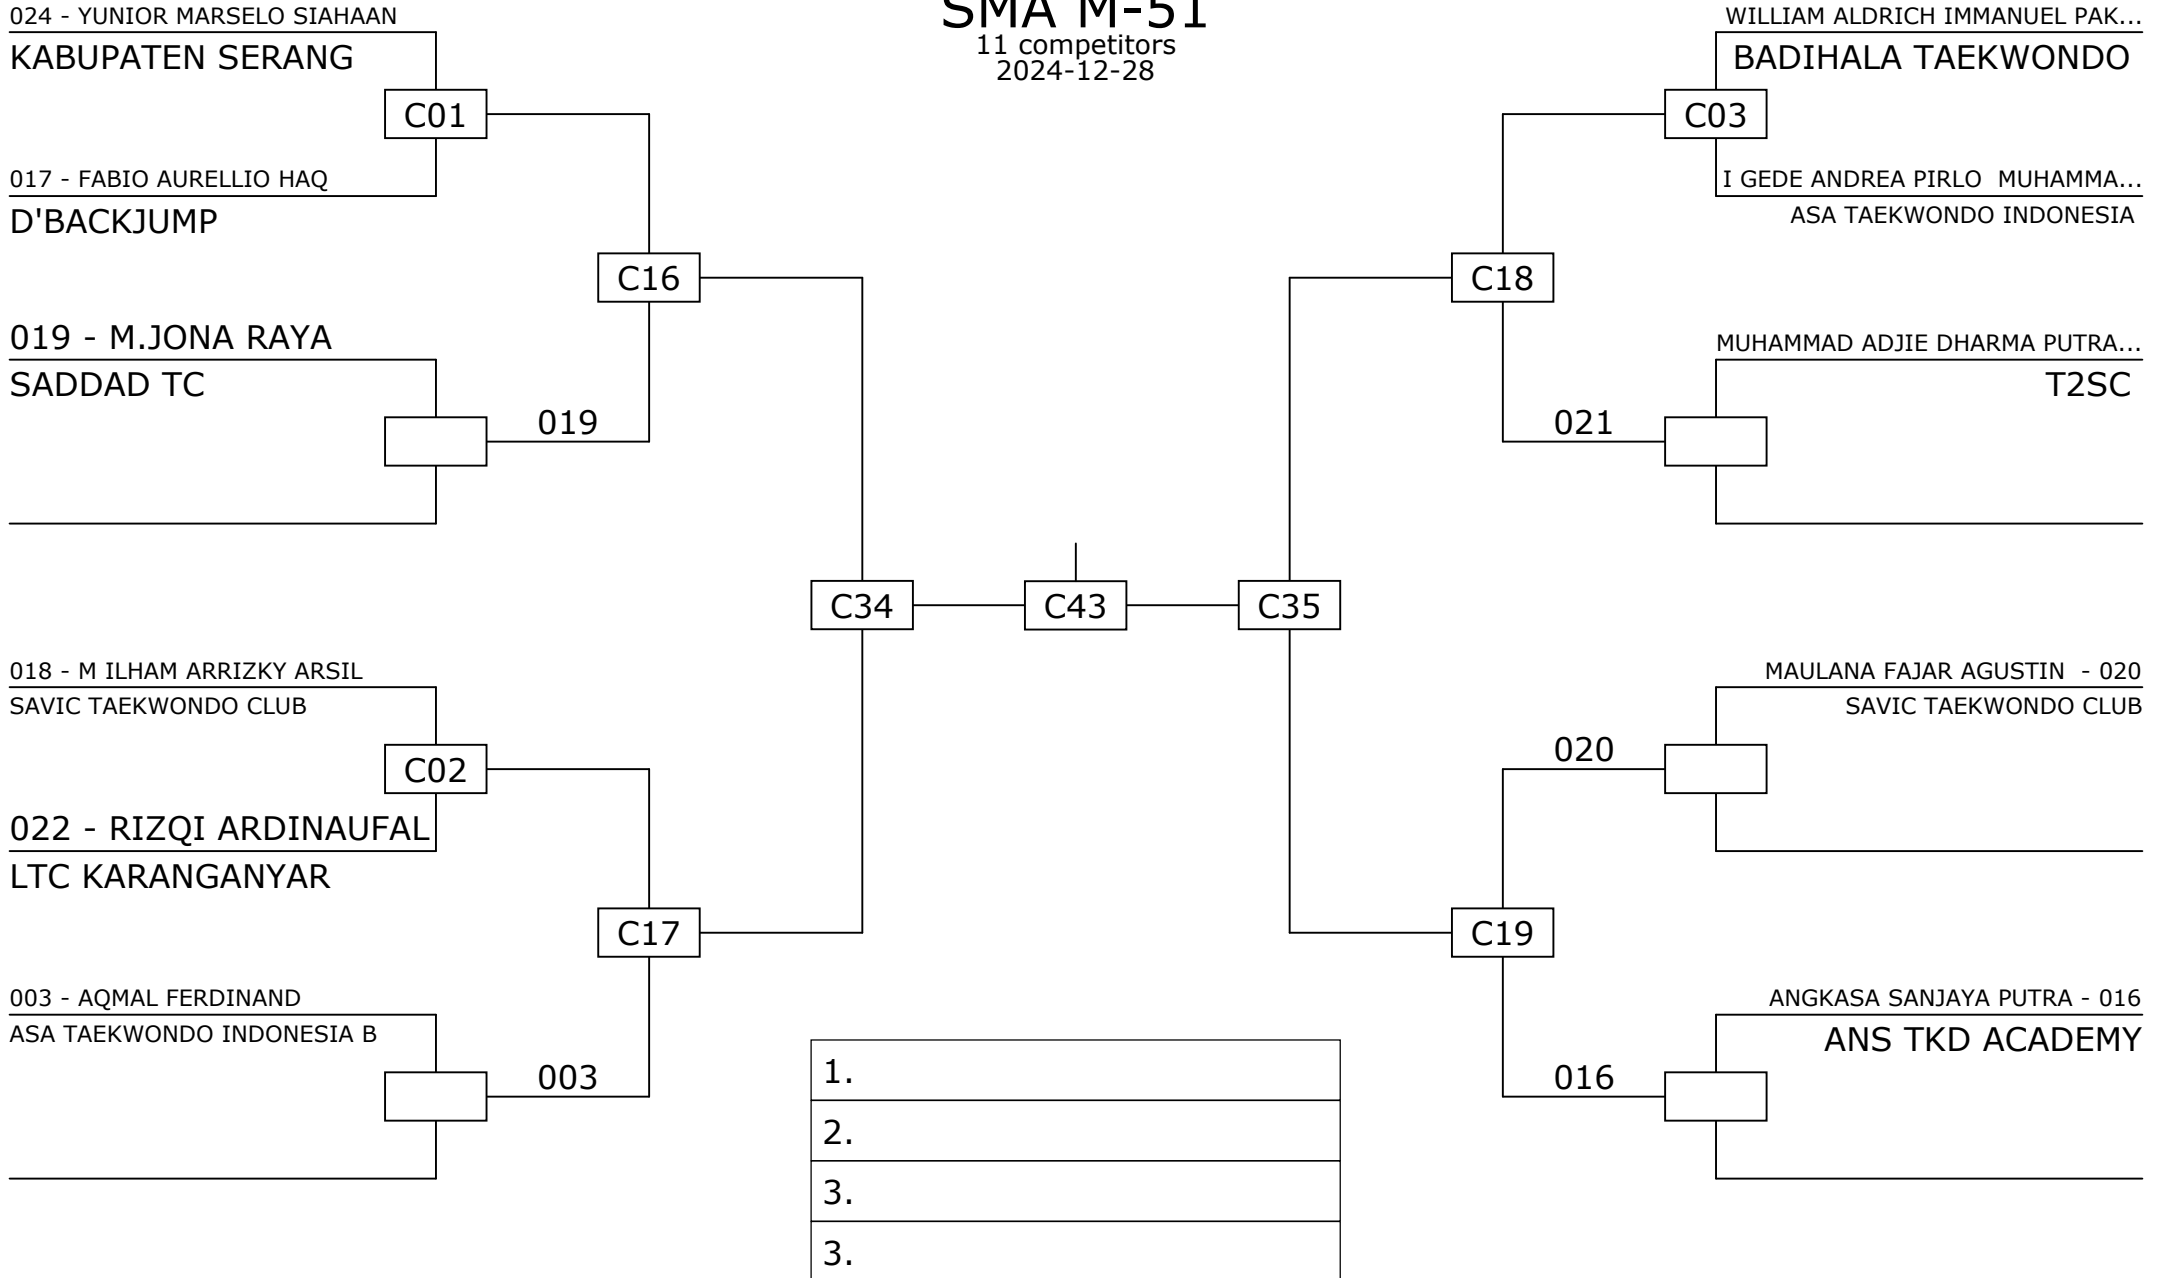 SMA M-51
11 competitors
2024-12-28
024 - YUNIOR MARSELO SIAHAAN
KABUPATEN SERANG
C01
017 - FABIO AURELLIO HAQ
D'BACKJUMP
C16
019 - M.JONA RAYA
SADDAD TC
019
C34
018 - M ILHAM ARRIZKY ARSIL
SAVIC TAEKWONDO CLUB
C02
022 - RIZQI ARDINAUFAL
LTC KARANGANYAR
C17
003 - AQMAL FERDINAND
ASA TAEKWONDO INDONESIA B
003
C43
WILLIAM ALDRICH IMMANUEL PAK...
BADIHALA TAEKWONDO
C03
I GEDE ANDREA PIRLO  MUHAMMA...
ASA TAEKWONDO INDONESIA
C18
MUHAMMAD ADJIE DHARMA PUTRA...
T2SC
021
C35
MAULANA FAJAR AGUSTIN  - 020
SAVIC TAEKWONDO CLUB
020
C19
ANGKASA SANJAYA PUTRA - 016
ANS TKD ACADEMY
016
1.
2.
3.
3.